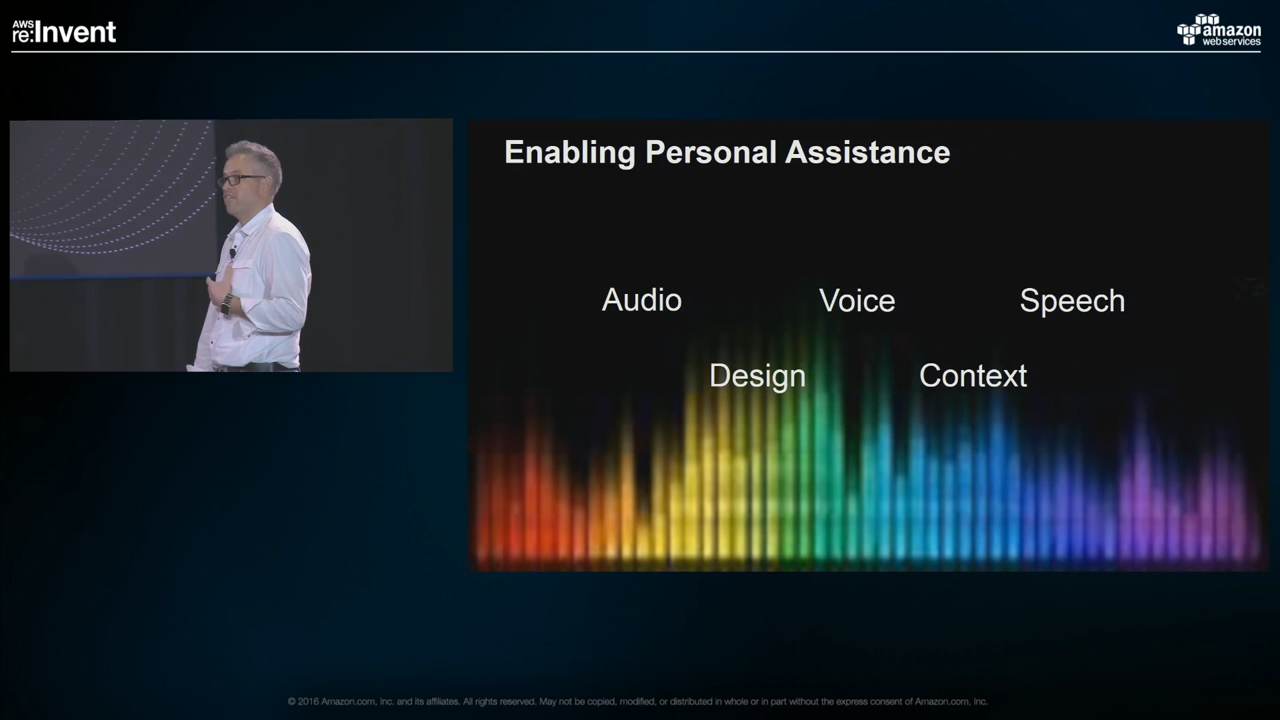 AWS
re:Invent
amazon
web services
Enabling Personal Assistance
Audio Voice Speech
Design Context
© 2016 Amazon.com, Inc. and its affiliates. All rights reserved. May not be copied, modified, or distributed in whole or in part without the express consent of Amazon.com, Inc.